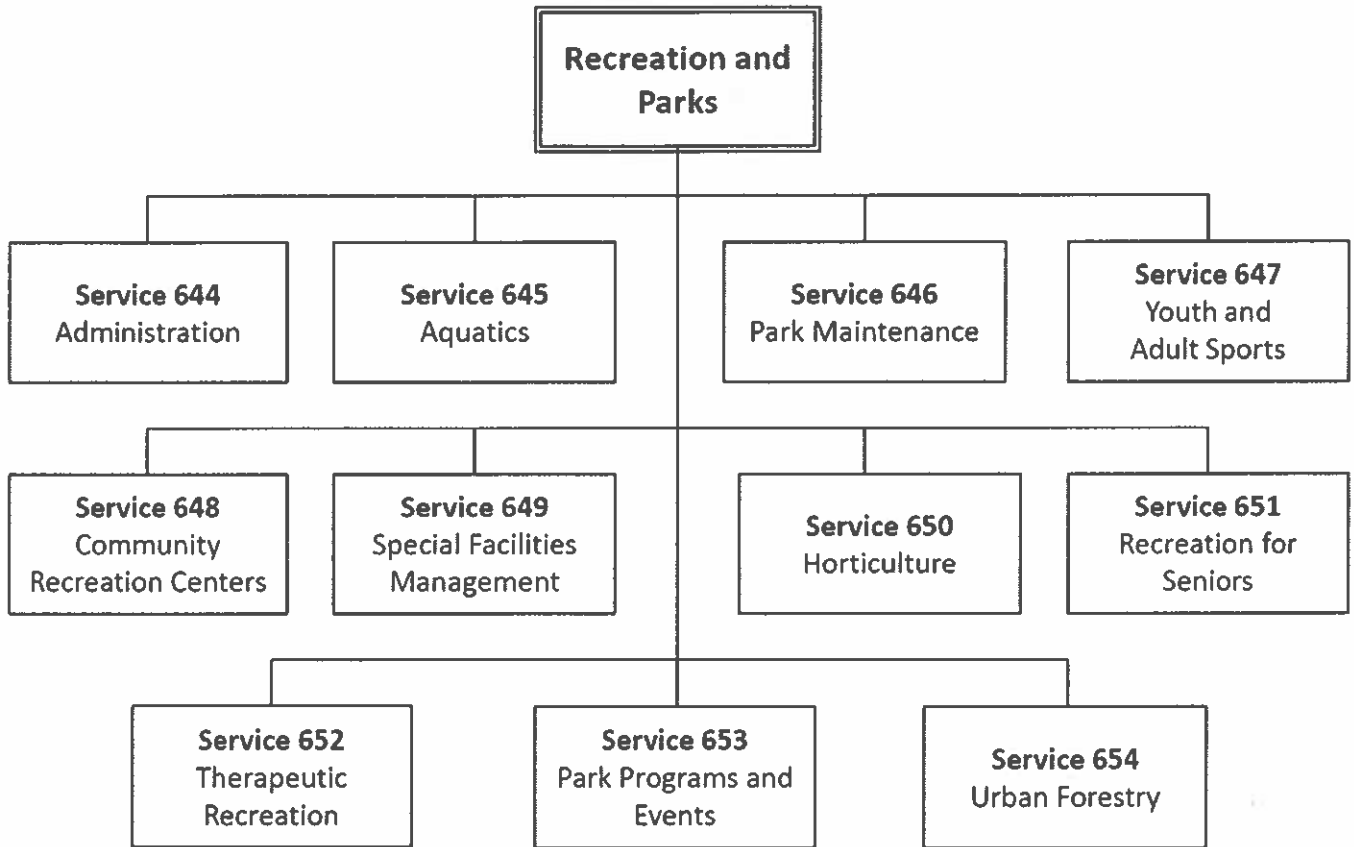 Recreation and
Parks
Service 644
Administration
Service 645
Aquatics
Service 646
Park Maintenance
Service 647
Youth and
Adult Sports
Service 648
Community
Recreation Centers
Service 649
Special Facilities
Management
Service 650
Horticulture
Service 651
Recreation for
Seniors
Service 652
Therapeutic
Recreation
Service 653
Park Programs and
Events
Service 654
Urban Forestry